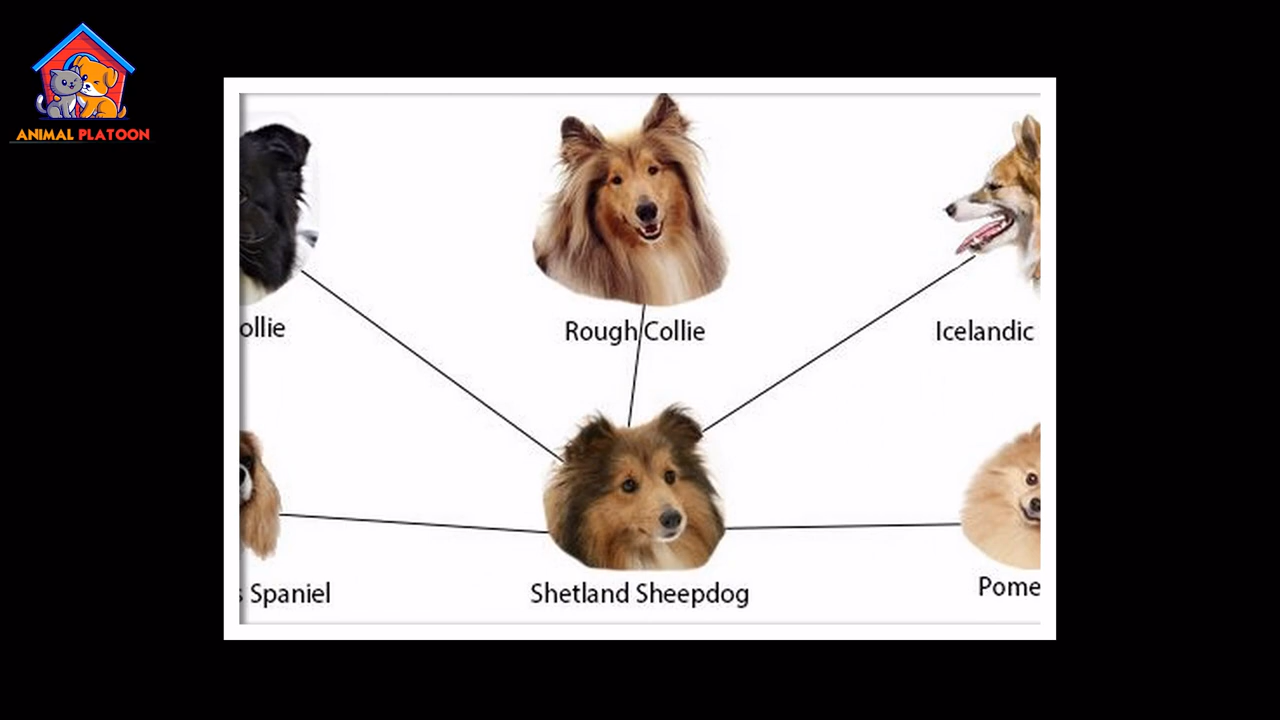 ANIMAL PLATOON
ollie
Rough Collie
Icelandic
s Spaniel
Shetland Sheepdog
Pome